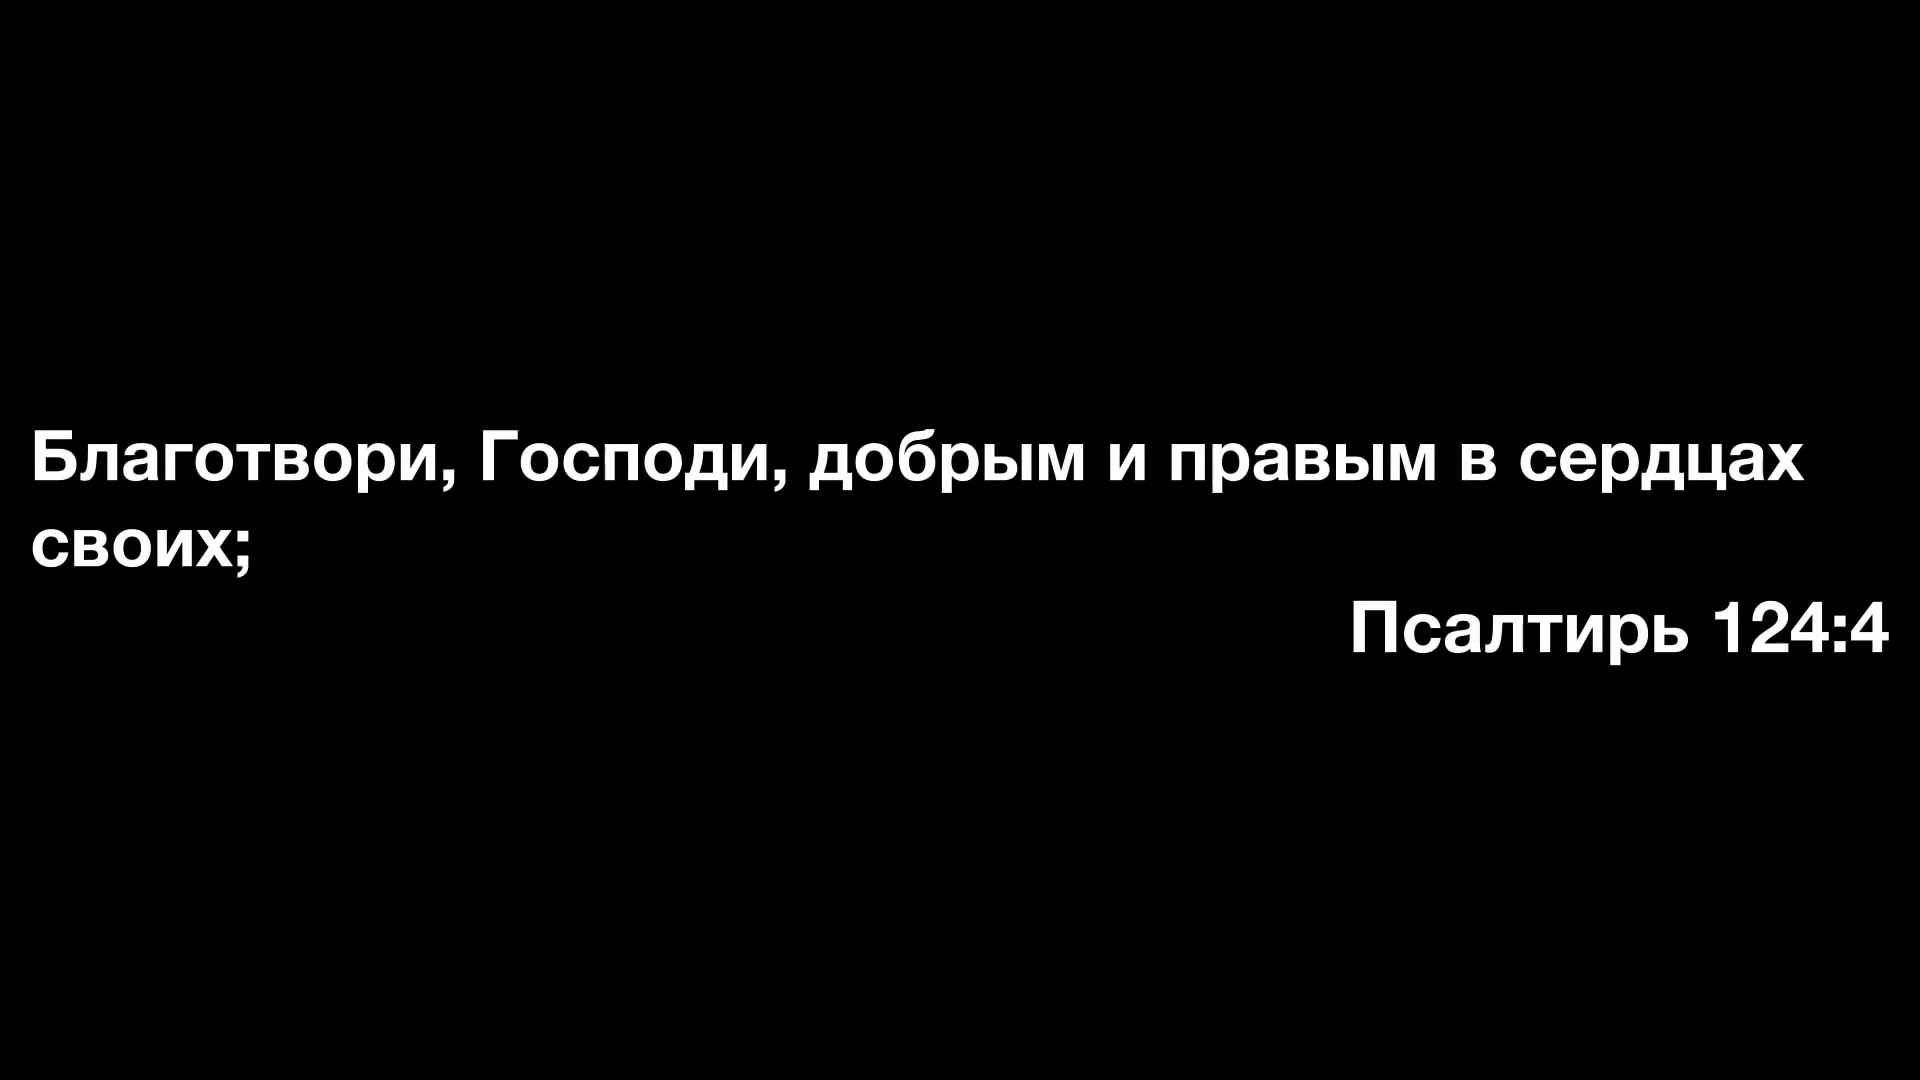 Благотвори, Господи, добрым и правым в сердцах
своих;
Псалтирь 124:4